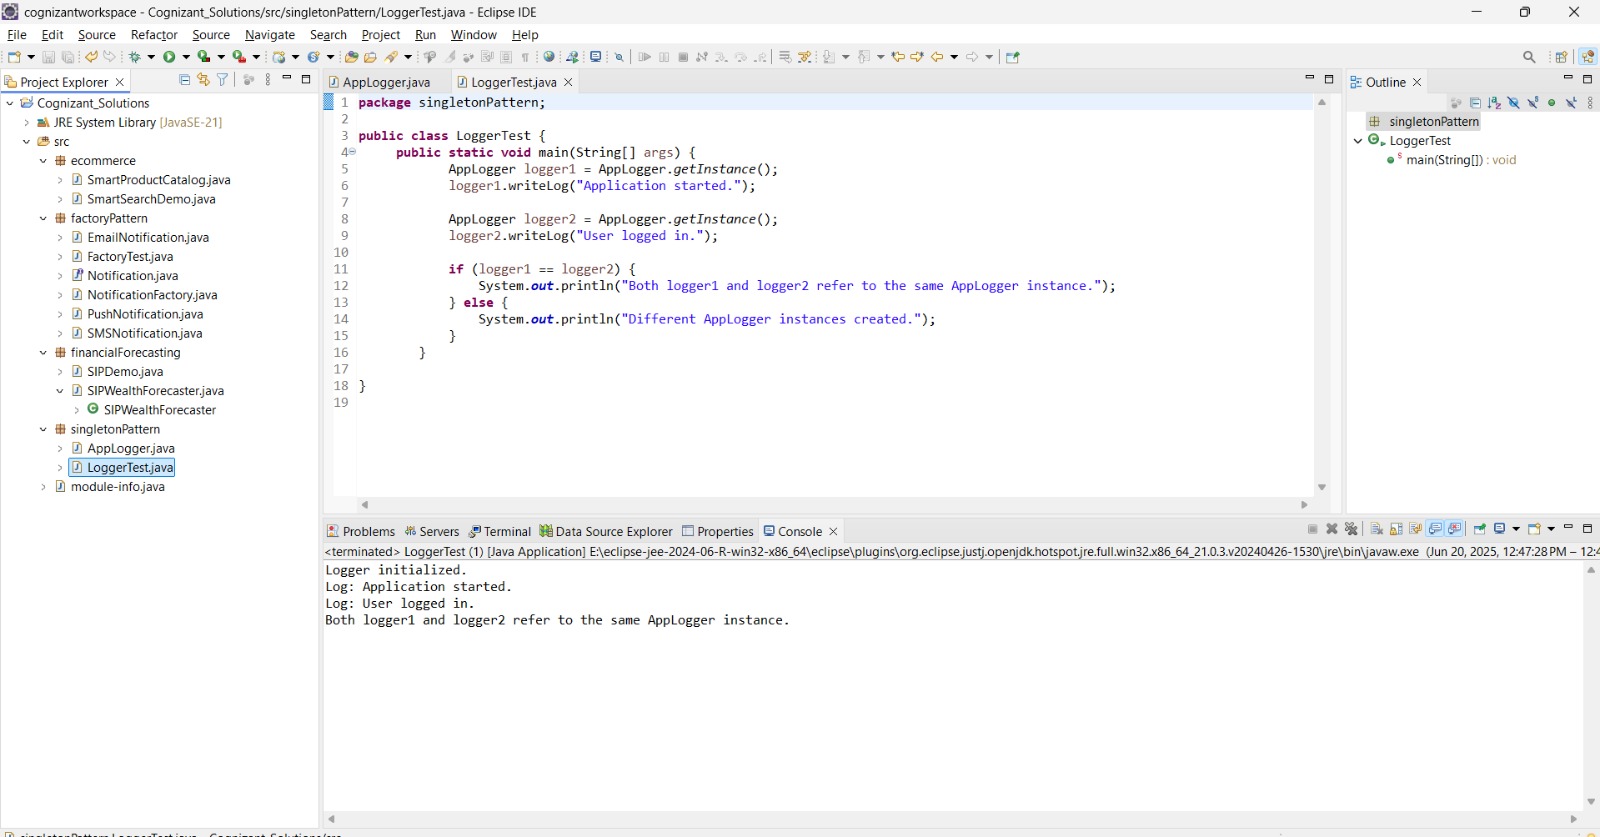 cognizantworkspace - Cognizant_Solutions/src/singletonPattern/LoggerTest.java - Eclipse IDE
File Edit Source Refactor Source Navigate Search Project Run Window Help
Project Explorer
Cognizant_Solutions
JRE System Library [JavaSE-21]
src
ecommerce
SmartProductCatalog.java
SmartSearchDemo.java
factoryPattern
EmailNotification.java
FactoryTest.java
Notification.java
NotificationFactory.java
PushNotification.java
SMSNotification.java
financialForecasting
SIPDemo.java
SIPWealthForecaster.java
SIPWealthForecaster
singletonPattern
AppLogger.java
LoggerTest.java
module-info.java
AppLogger.java LoggerTest.java
1 package singletonPattern;
2
3 public class LoggerTest {
4 public static void main(String[] args) {
5 AppLogger logger1 = AppLogger.getInstance();
6 logger1.writeLog("Application started.");
7
8 AppLogger logger2 = AppLogger.getInstance();
9 logger2.writeLog("User logged in.");
10
11 if (logger1 == logger2) {
12 System.out.println("Both logger1 and logger2 refer to the same AppLogger instance.");
13 } else {
14 System.out.println("Different AppLogger instances created.");
15 }
16 }
17
18 }
19
Outline
singletonPattern
LoggerTest
main(String[]) : void
Problems Servers Terminal Data Source Explorer Properties Console
<terminated> LoggerTest (1) [Java Application] E:\eclipse-jee-2024-06-R-win32-x86_64\eclipse\plugins\org.eclipse.justj.openjdk.hotspot.jre.full.win32.x86_64_21.0.3.v20240426-1530\jre\bin\javaw.exe (Jun 20, 2025, 12:47:28 PM – 12:4
Logger initialized.
Log: Application started.
Log: User logged in.
Both logger1 and logger2 refer to the same AppLogger instance.